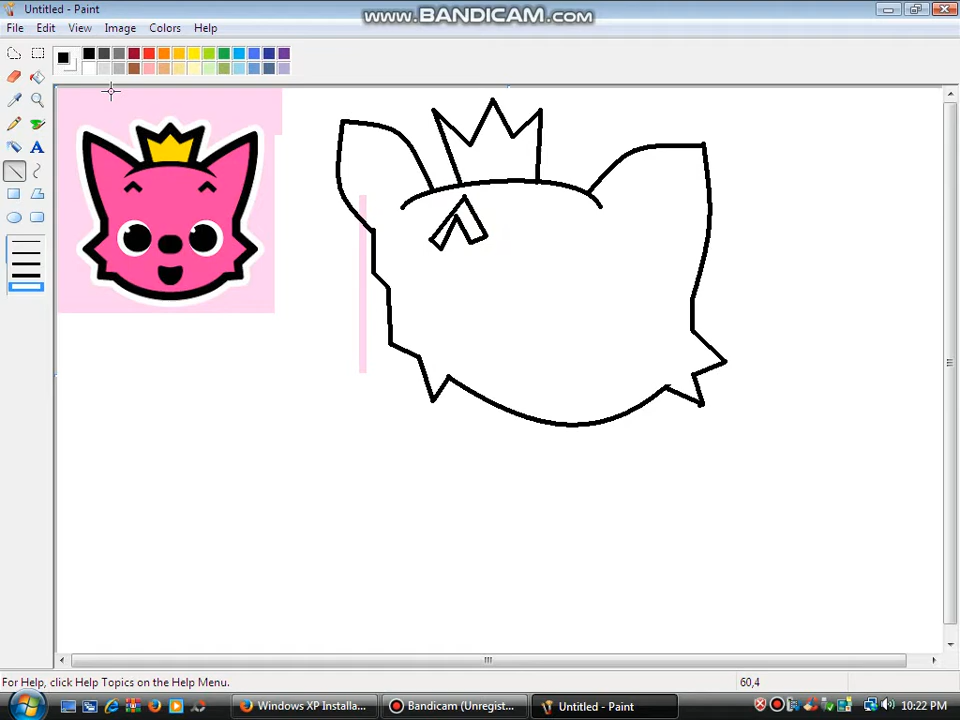 Untitled - Paint
www.BANDICAM.com
File Edit View Image Colors Help
For Help, click Help Topics on the Help Menu.
60,4
Windows XP Installa...
Bandicam (Unregist...
Untitled - Paint
10:22 PM